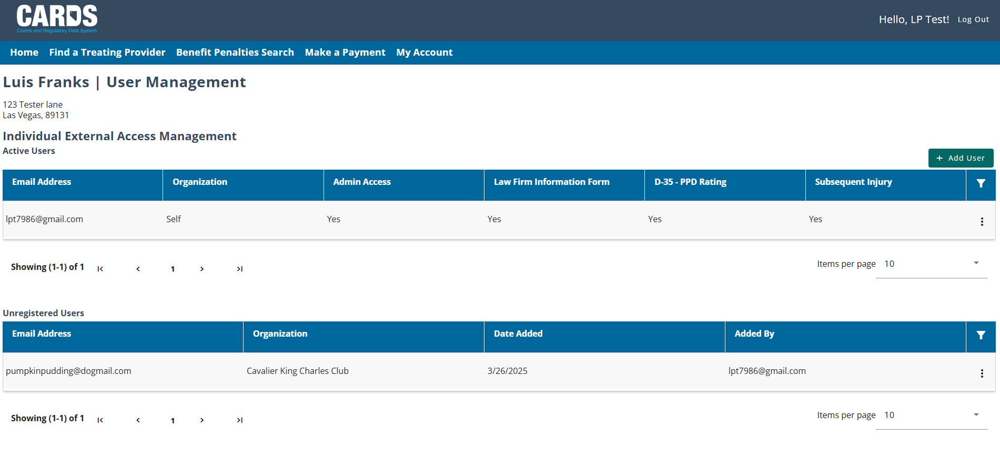 CARDS
Claims and Regulatory Data System
Hello, LP Test! Log Out
Home Find a Treating Provider Benefit Penalties Search Make a Payment My Account
Luis Franks | User Management
123 Tester lane
Las Vegas, 89131
Individual External Access Management
Active Users
+ Add User
Email Address Organization Admin Access Law Firm Information Form D-35 - PPD Rating Subsequent Injury
lpt7986@gmail.com Self Yes Yes Yes Yes
Showing (1-1) of 1 1 Items per page 10
Unregistered Users
Email Address Organization Date Added Added By
pumpkinpudding@dogmail.com Cavalier King Charles Club 3/26/2025 lpt7986@gmail.com
Showing (1-1) of 1 1 Items per page 10